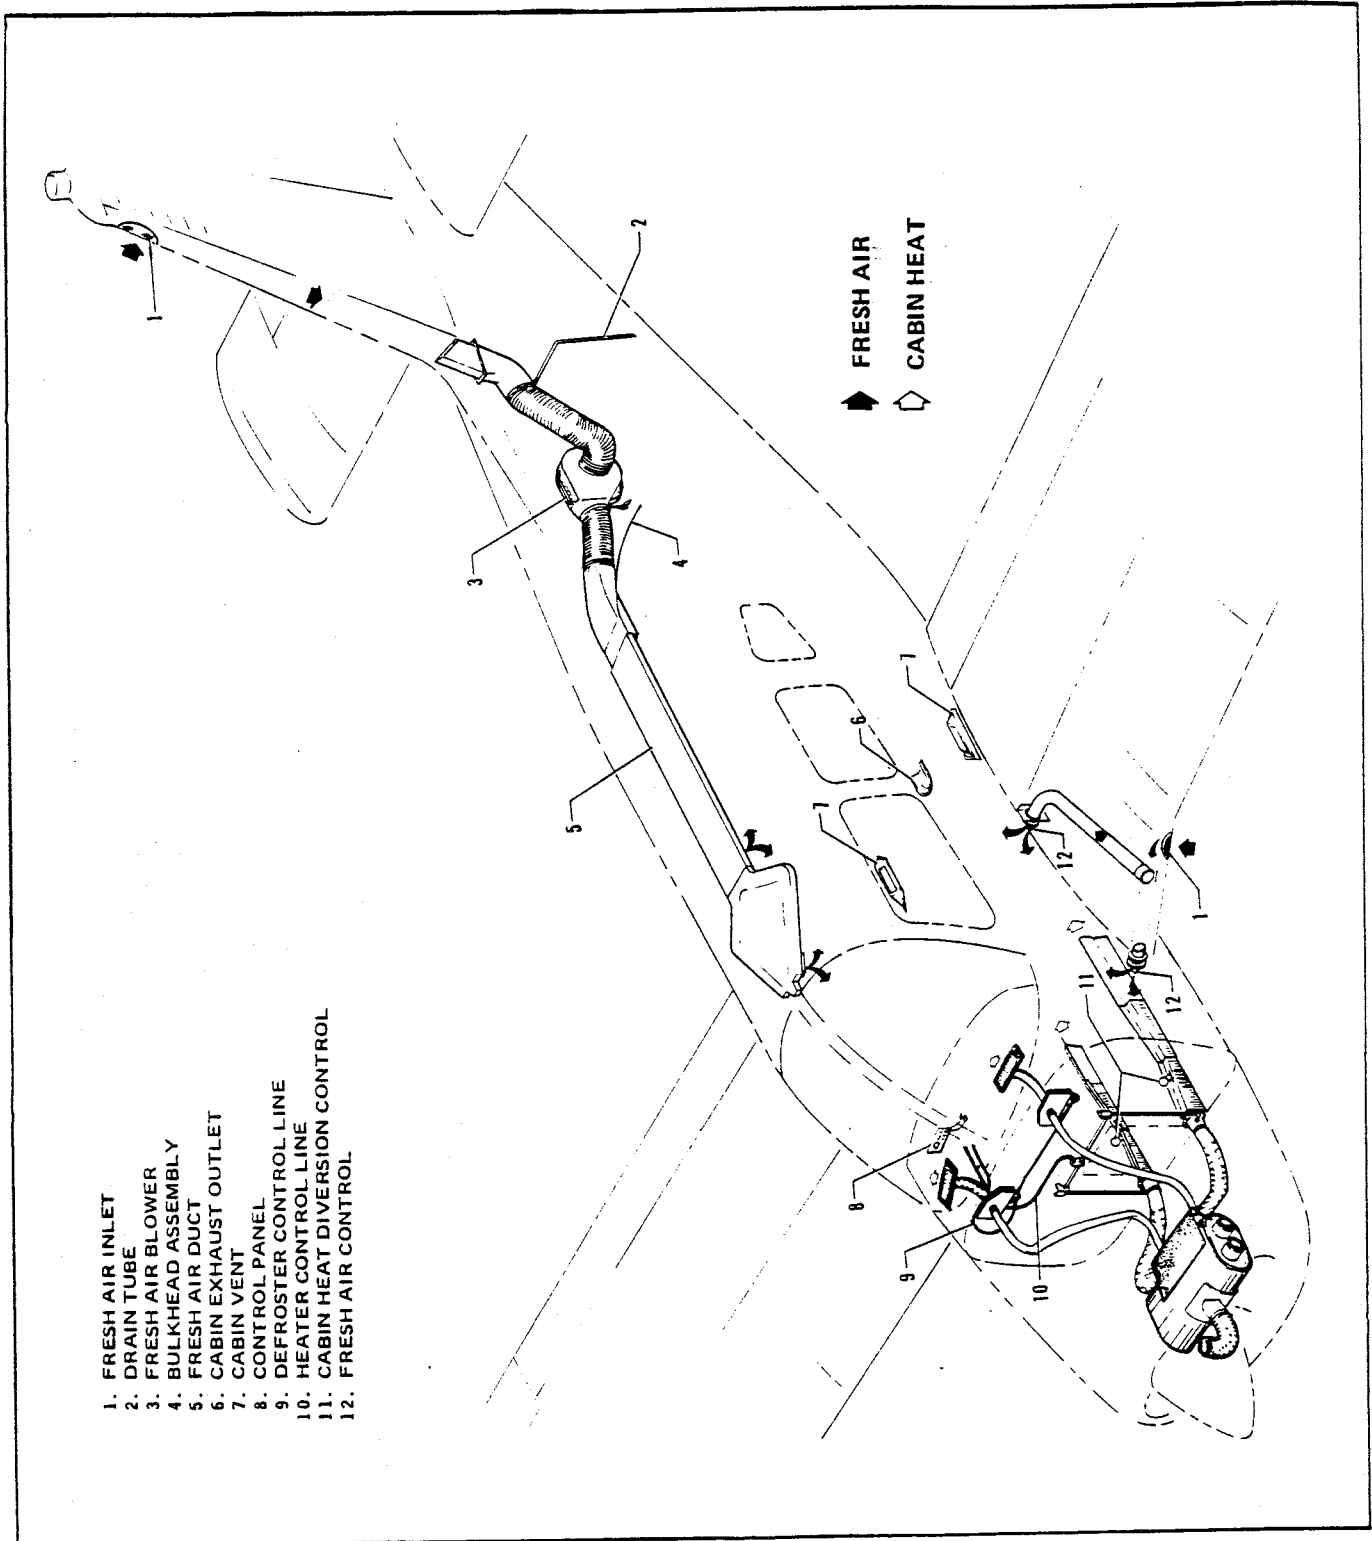 1. FRESH AIR INLET
2. DRAIN TUBE
3. FRESH AIR BLOWER
4. BULKHEAD ASSEMBLY
5. FRESH AIR DUCT
6. CABIN EXHAUST OUTLET
7. CABIN VENT
8. CONTROL PANEL
9. DEFROSTER CONTROL LINE
10. HEATER CONTROL LINE
11. CABIN HEAT DIVERSION CONTROL
12. FRESH AIR CONTROL
1
2
3
4
5
6
7
7
8
9
10
11
12
12
1
FRESH AIR
CABIN HEAT